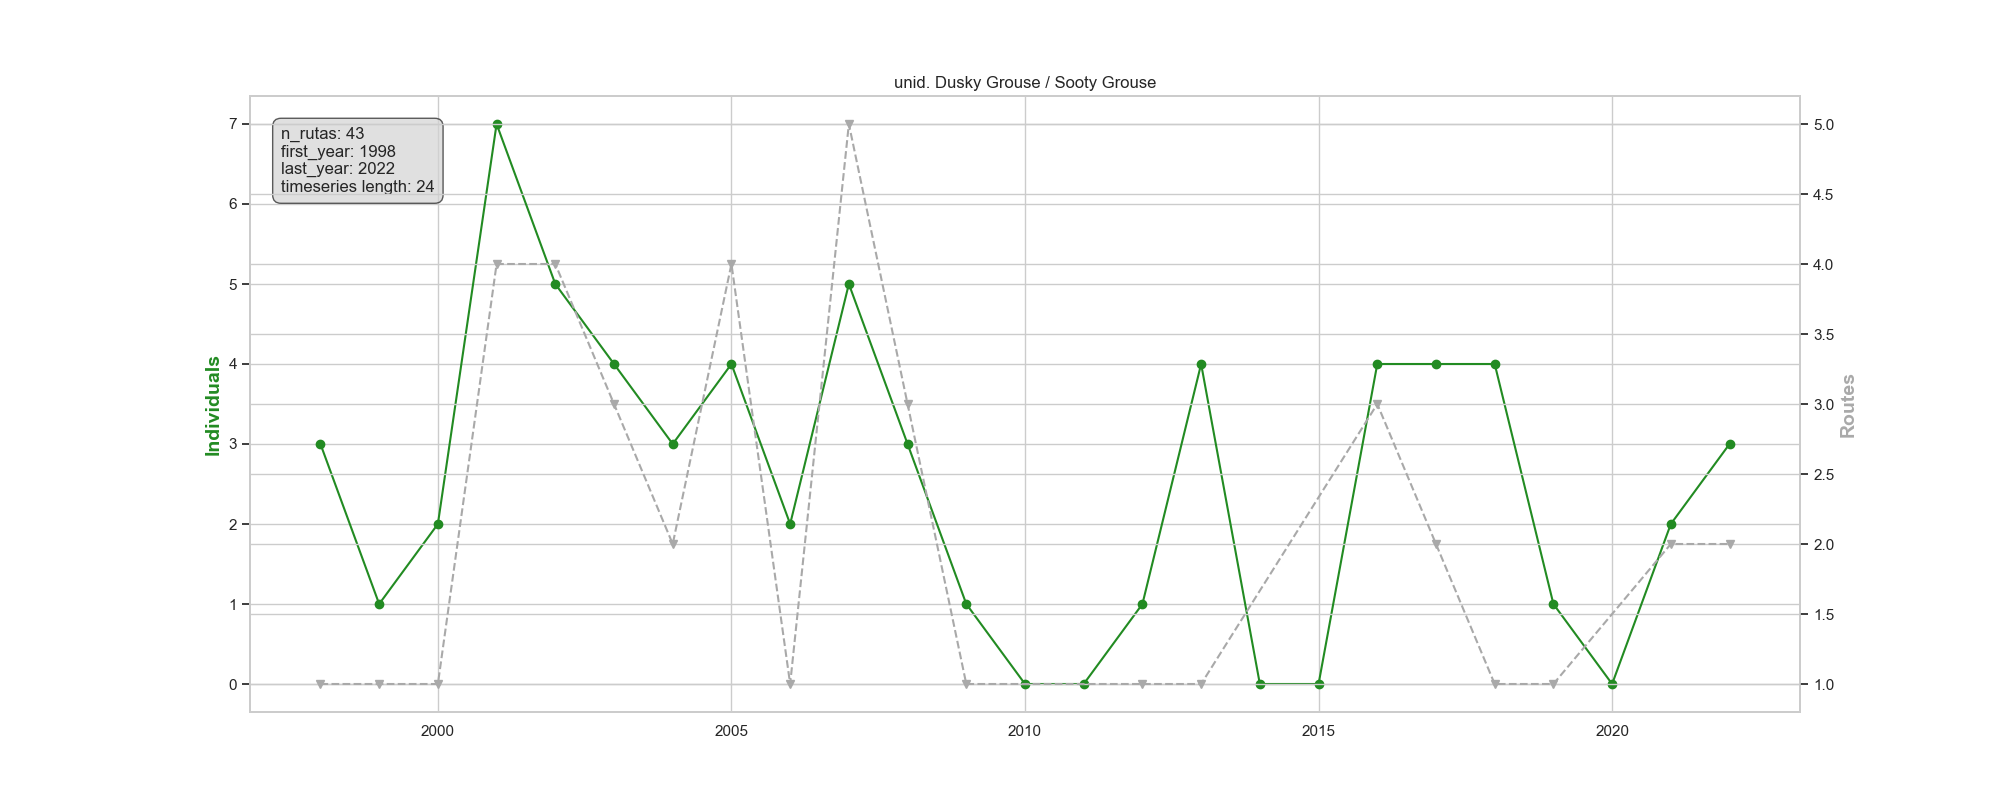 unid. Dusky Grouse / Sooty Grouse
n_rutas: 43
first_year: 1998
last_year: 2022
timeseries length: 24
Individuals
7
6
5
4
3
2
1
0
5.0
4.5
4.0
3.5
3.0
2.5
2.0
1.5
1.0
Routes
2000 2005 2010 2015 2020